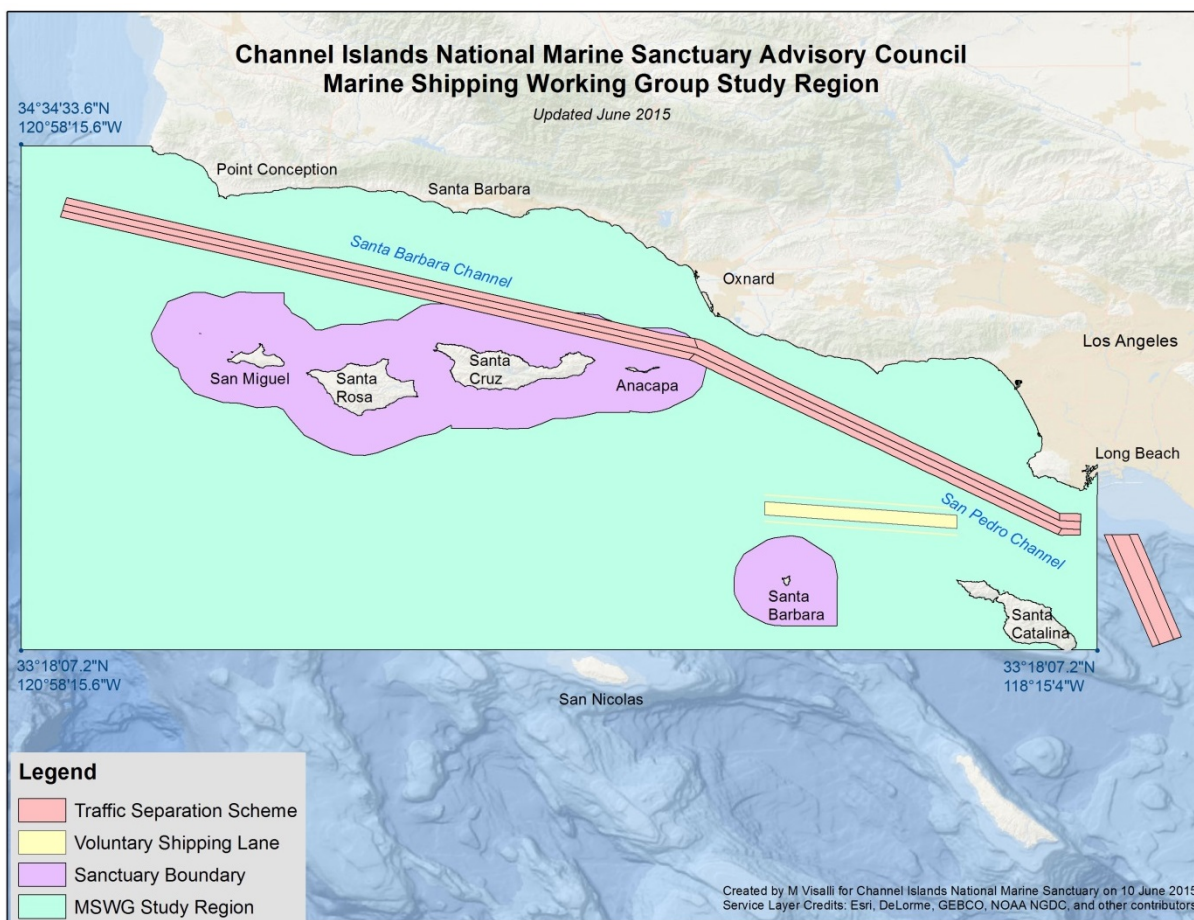 Channel Islands National Marine Sanctuary Advisory Council
Marine Shipping Working Group Study Region
Updated June 2015
34°34'33.6"N
120°58'15.6"W
Point Conception
Santa Barbara
Santa Barbara Channel
Oxnard
Los Angeles
San Miguel
Santa
Rosa
Santa
Cruz
Anacapa
Long Beach
San Pedro Channel
Santa
Barbara
Santa
Catalina
33°18'07.2"N
120°58'15.6"W
33°18'07.2"N
118°15'4"W
San Nicolas
Legend
Traffic Separation Scheme
Voluntary Shipping Lane
Sanctuary Boundary
MSWG Study Region
Created by M Visalli for Channel Islands National Marine Sanctuary on 10 June 2015
Service Layer Credits: Esri, DeLorme, GEBCO, NOAA NGDC, and other contributors